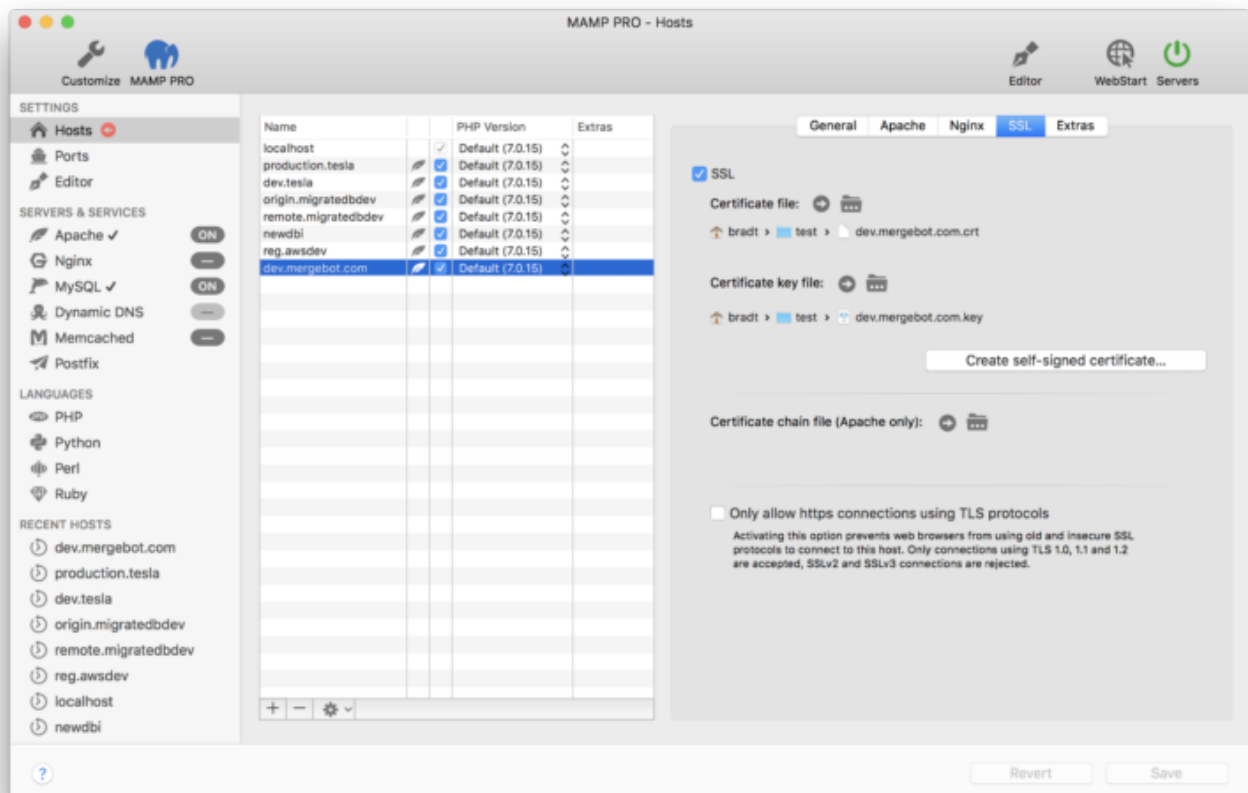 MAMP PRO - Hosts
Customize MAMP PRO
Editor WebStart Servers
SETTINGS
Hosts
Ports
Editor
SERVERS & SERVICES
Apache ✓ ON
Nginx
MySQL ✓ ON
Dynamic DNS
Memcached
Postfix
LANGUAGES
PHP
Python
Perl
Ruby
RECENT HOSTS
dev.mergebot.com
production.tesla
dev.tesla
origin.migratedbdev
remote.migratedbdev
reg.awsdev
localhost
newdbi
Name PHP Version Extras
localhost Default (7.0.15)
production.tesla Default (7.0.15)
dev.tesla Default (7.0.15)
origin.migratedbdev Default (7.0.15)
remote.migratedbdev Default (7.0.15)
newdbi Default (7.0.15)
reg.awsdev Default (7.0.15)
dev.mergebot.com Default (7.0.15)
General Apache Nginx SSL Extras
SSL
Certificate file:
bradt › test › dev.mergebot.com.crt
Certificate key file:
bradt › test › dev.mergebot.com.key
Create self-signed certificate...
Certificate chain file (Apache only):
Only allow https connections using TLS protocols
Activating this option prevents web browsers from using old and insecure SSL
protocols to connect to this host. Only connections using TLS 1.0, 1.1 and 1.2
are accepted, SSLv2 and SSLv3 connections are rejected.
?
Revert Save